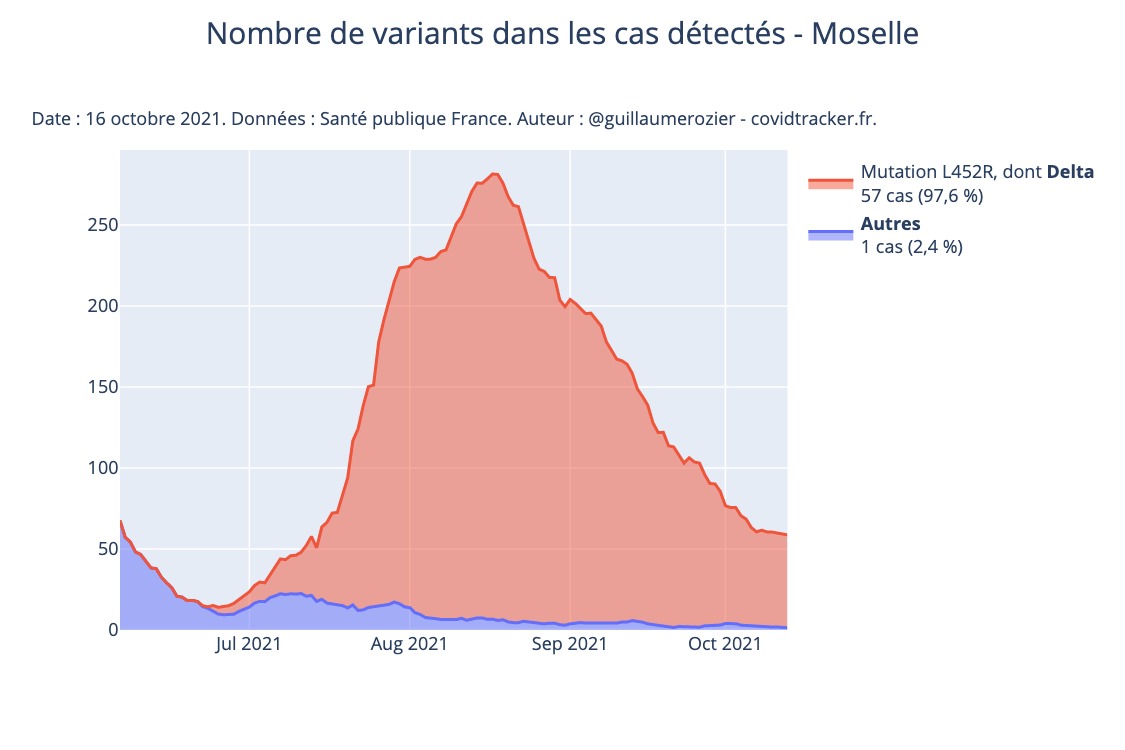 Nombre de variants dans les cas détectés - Moselle
Date : 16 octobre 2021. Données : Santé publique France. Auteur : @guillaumerozier - covidtracker.fr.
Mutation L452R, dont Delta
57 cas (97,6 %)
Autres
1 cas (2,4 %)
250
200
150
100
50
0
Jul 2021
Aug 2021
Sep 2021
Oct 2021